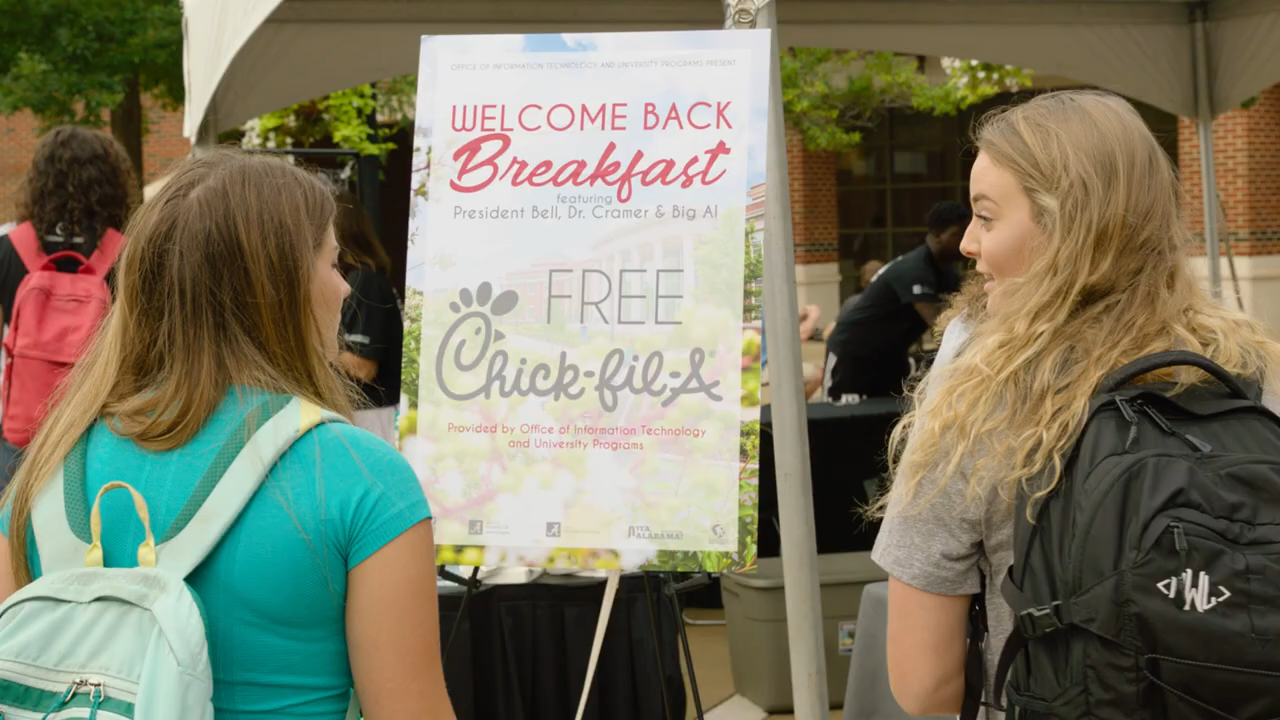 OFFICE OF INFORMATION TECHNOLOGY AND UNIVERSITY PROGRAMS PRESENT
WELCOME BACK
Breakfast
featuring
President Bell, Dr. Cramer & Big Al
FREE
Chick-fil-A
Provided by Office of Information Technology
and University Programs
ALABAMA!
<WL>